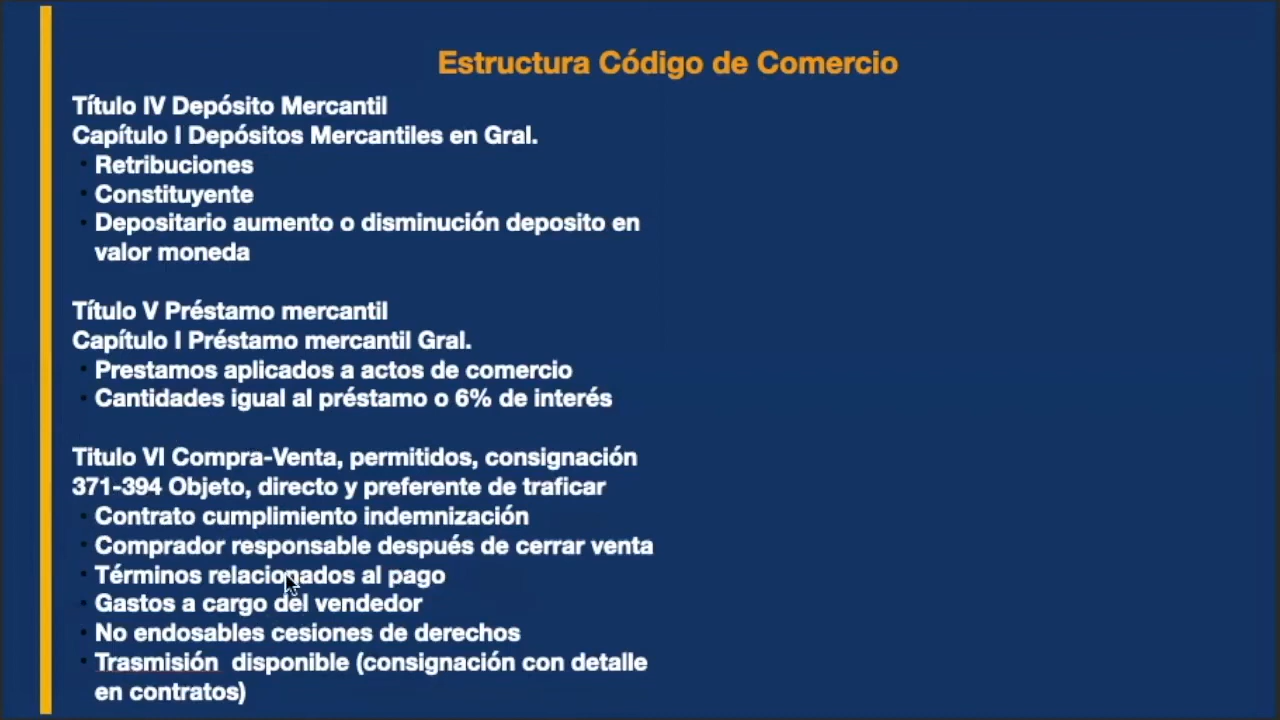 Estructura Código de Comercio
Título IV Depósito Mercantil
Capítulo I Depósitos Mercantiles en Gral.
· Retribuciones
· Constituyente
· Depositario aumento o disminución deposito en
valor moneda
Título V Préstamo mercantil
Capítulo I Préstamo mercantil Gral.
· Prestamos aplicados a actos de comercio
· Cantidades igual al préstamo o 6% de interés
Titulo VI Compra-Venta, permitidos, consignación
371-394 Objeto, directo y preferente de traficar
· Contrato cumplimiento indemnización
· Comprador responsable después de cerrar venta
· Términos relacionados al pago
· Gastos a cargo del vendedor
· No endosables cesiones de derechos
· Trasmisión disponible (consignación con detalle
en contratos)